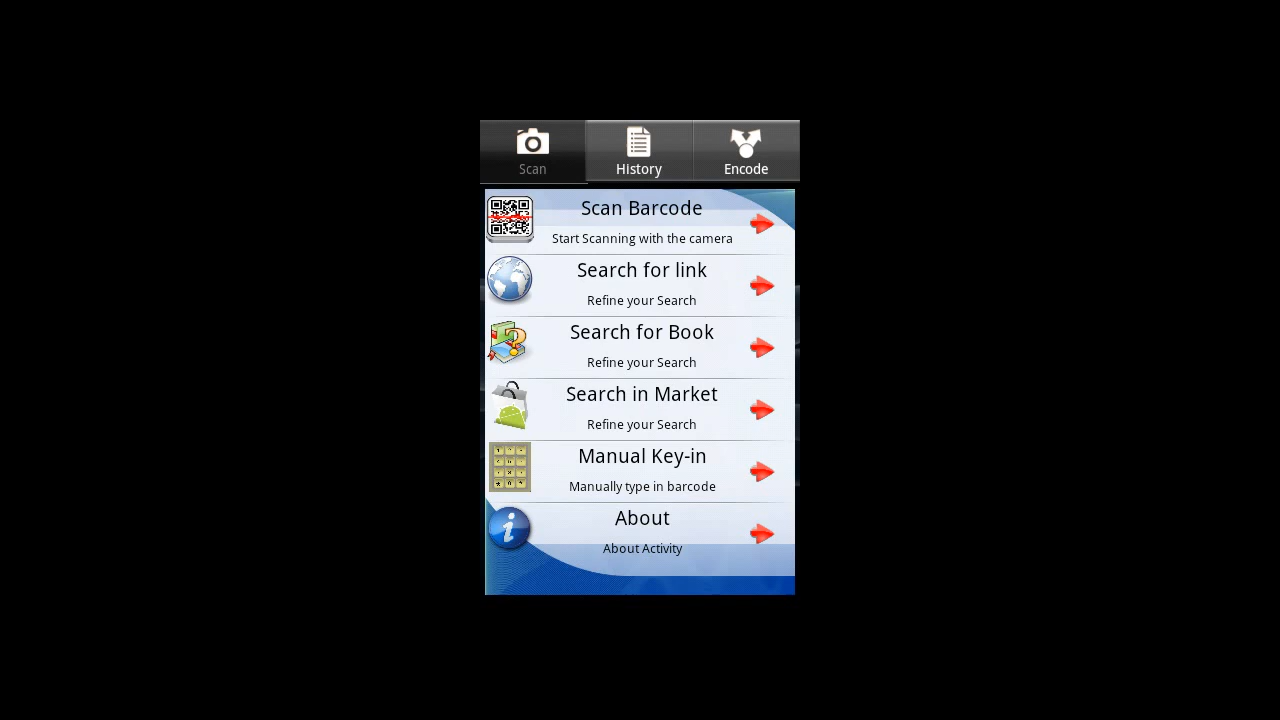 Scan
History
Encode
Scan Barcode
Start Scanning with the camera
Search for link
Refine your Search
Search for Book
Refine your Search
Search in Market
Refine your Search
Manual Key-in
Manually type in barcode
About
About Activity